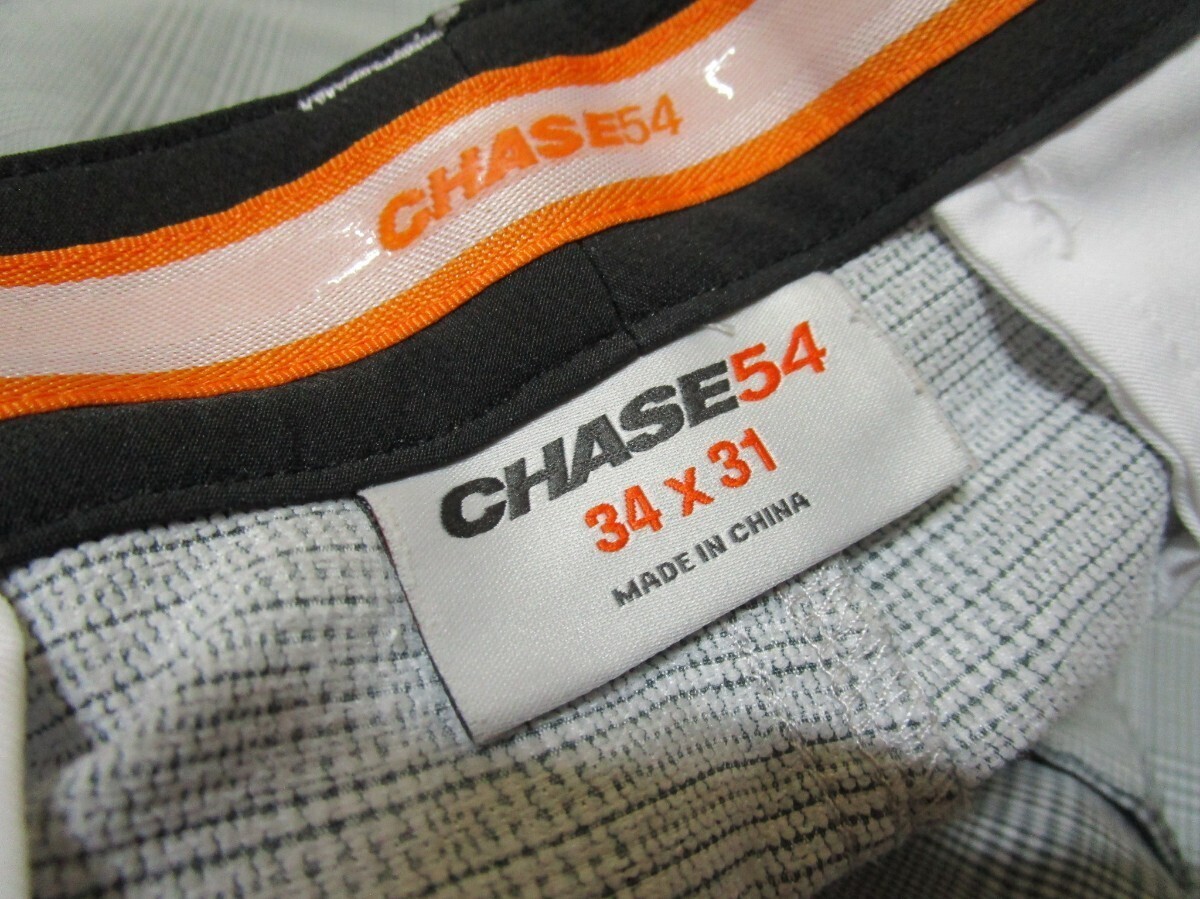 CHASE54
CHASE54
34 x 31
MADE IN CHINA